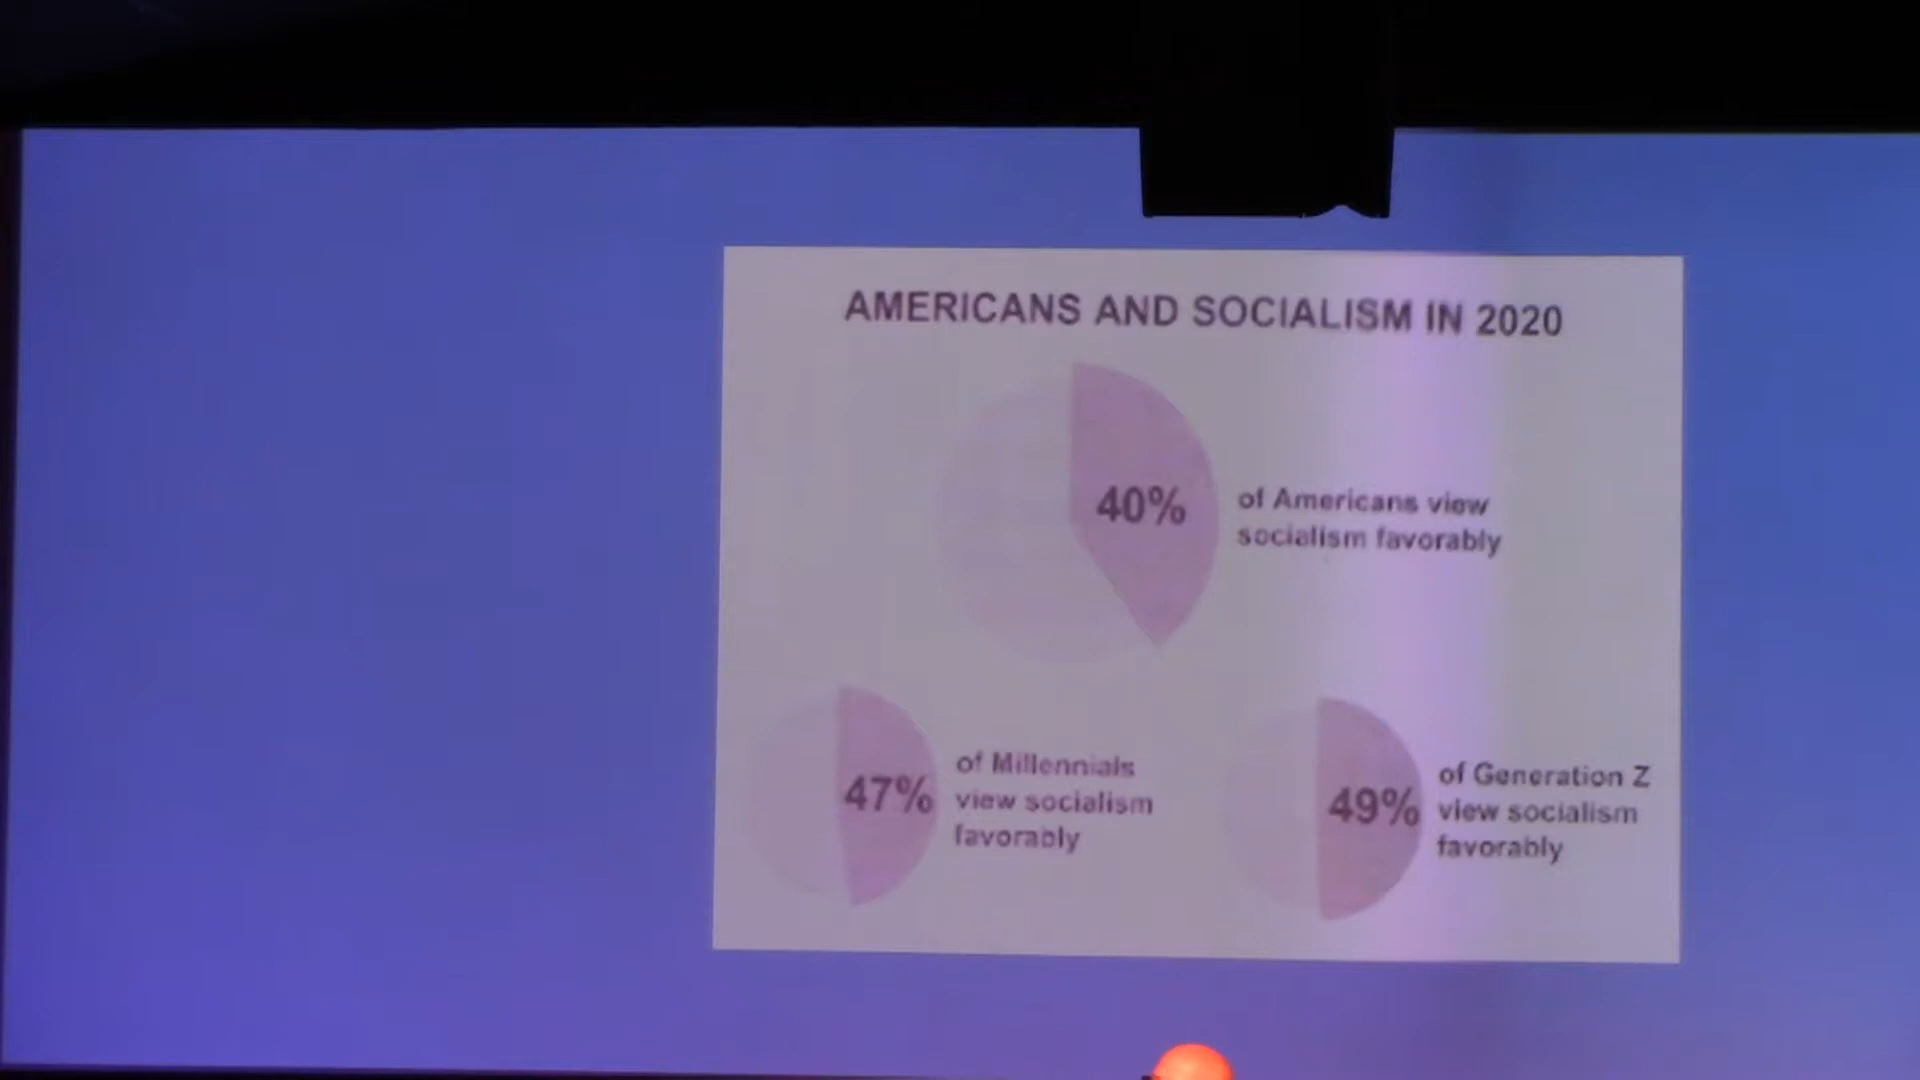 AMERICANS AND SOCIALISM IN 2020
40%
of Americans view
socialism favorably
47%
of Millennials
view socialism
favorably
49%
of Generation Z
view socialism
favorably